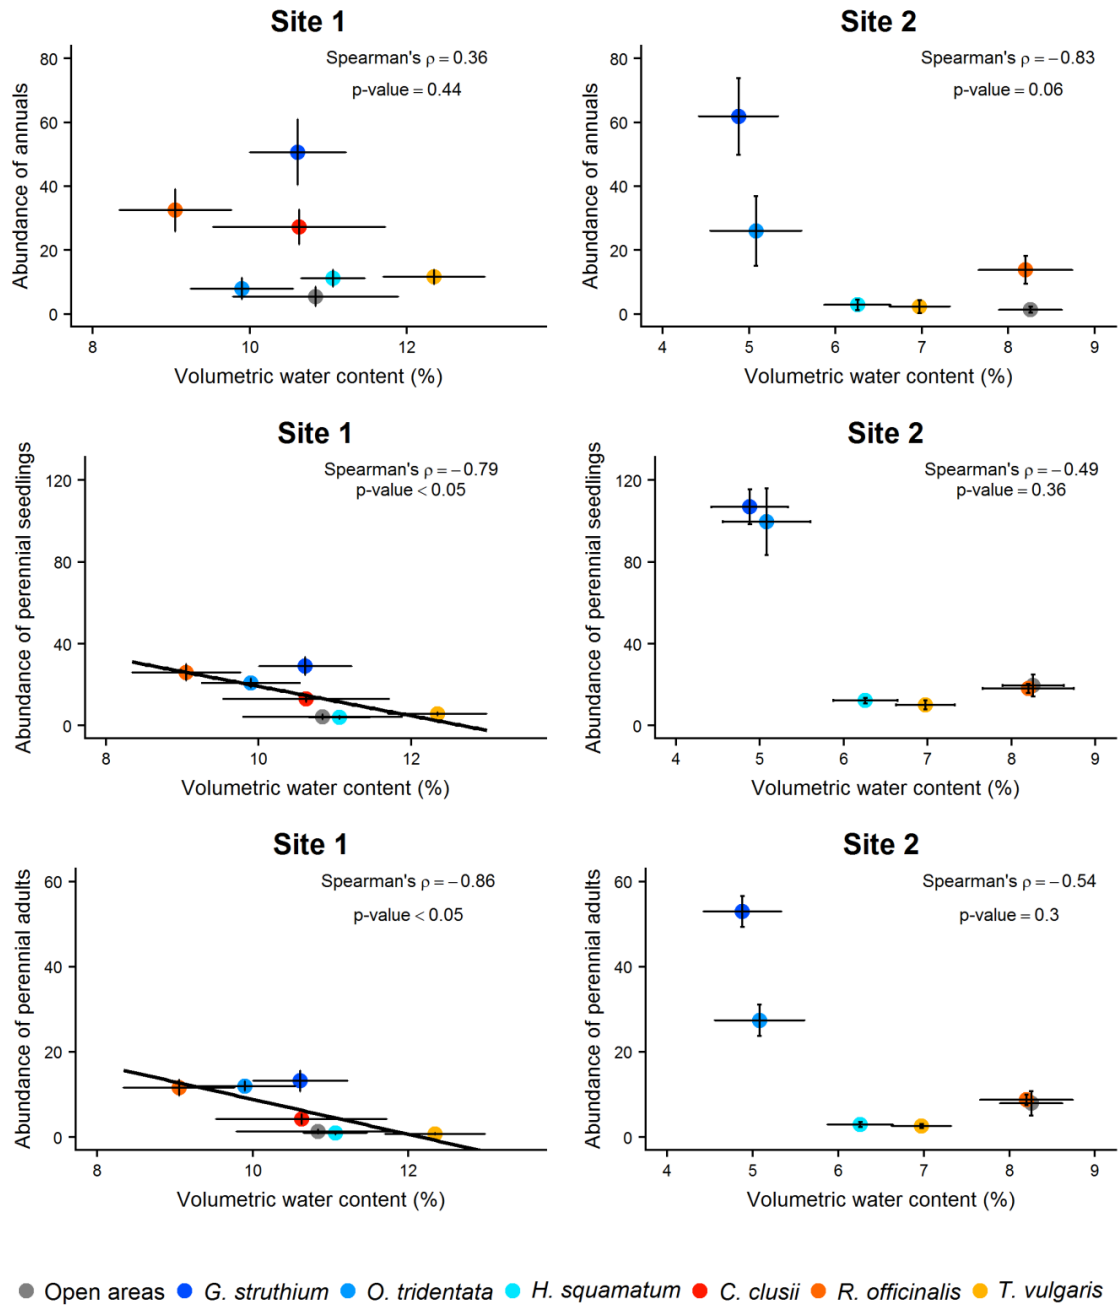 Site 1
Spearman's ρ = 0.36
p-value = 0.44
Abundance of annuals
80
60
40
20
0
8
10
12
Volumetric water content (%)
Site 2
Spearman's ρ = −0.83
p-value = 0.06
Abundance of annuals
80
60
40
20
0
4
5
6
7
8
9
Volumetric water content (%)
Site 1
Spearman's ρ = −0.79
p-value < 0.05
Abundance of perennial seedlings
120
80
40
0
8
10
12
Volumetric water content (%)
Site 2
Spearman's ρ = −0.49
p-value = 0.36
Abundance of perennial seedlings
120
80
40
0
4
5
6
7
8
9
Volumetric water content (%)
Site 1
Spearman's ρ = −0.86
p-value < 0.05
Abundance of perennial adults
60
40
20
0
8
10
12
Volumetric water content (%)
Site 2
Spearman's ρ = −0.54
p-value = 0.3
Abundance of perennial adults
60
40
20
0
4
5
6
7
8
9
Volumetric water content (%)
Open areas G. struthium O. tridentata H. squamatum C. clusii R. officinalis T. vulgaris